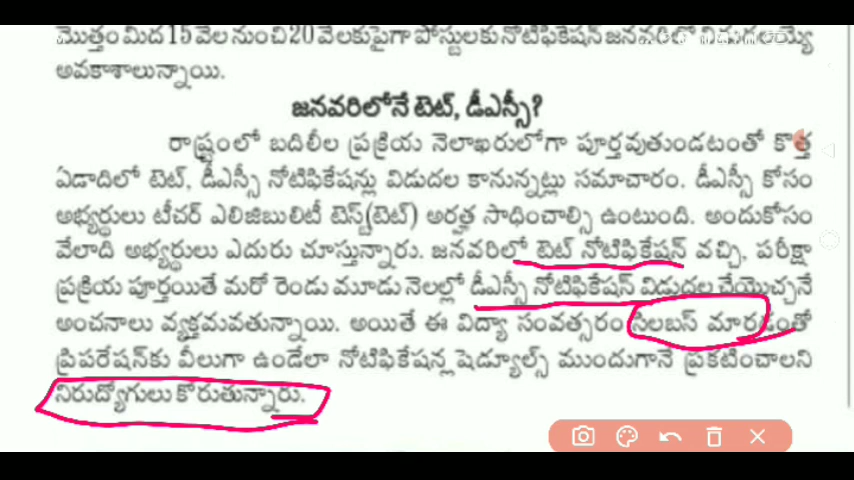 మొత్తంమీద 15 వేల నుంచి 20 వేలకుపైగా పోస్టులకు నోటిఫికేషన్ జనవరిలో
అవకాశాలున్నాయి.
జనవరిలోనే టెట్, డీఎస్సీ?
రాష్ట్రంలో బదిలీల ప్రక్రియ నెలాఖరులోగా పూర్తవుతుండటంతో కొత్త
ఏడాదిలో టెట్, డీఎస్సీ నోటిఫికేషన్లు విడుదల కానున్నట్లు సమాచారం. డీఎస్సీ కోసం
అభ్యర్థులు టీచర్ ఎలిజిబులిటీ టెస్ట్(టెట్) అర్హత సాధించాల్సి ఉంటుంది. అందుకోసం
వేలాది అభ్యర్థులు ఎదురు చూస్తున్నారు. జనవరిలో టెట్ నోటిఫికేషన్ వచ్చి, పరీక్షా
ప్రక్రియ పూర్తయితే మరో రెండు మూడు నెలల్లో డీఎస్సీ నోటిఫికేషన్ విడుదల చేయొచ్చనే
అంచనాలు వ్యక్తమవతున్నాయి. అయితే ఈ విద్యా సంవత్సరం సిలబస్ మారడంతో
ప్రిపరేషన్‌కు వీలుగా ఉండేలా నోటిఫికేషన్ల షెడ్యూల్స్ ముందుగానే ప్రకటించాలని
నిరుద్యోగులు కోరుతున్నారు.